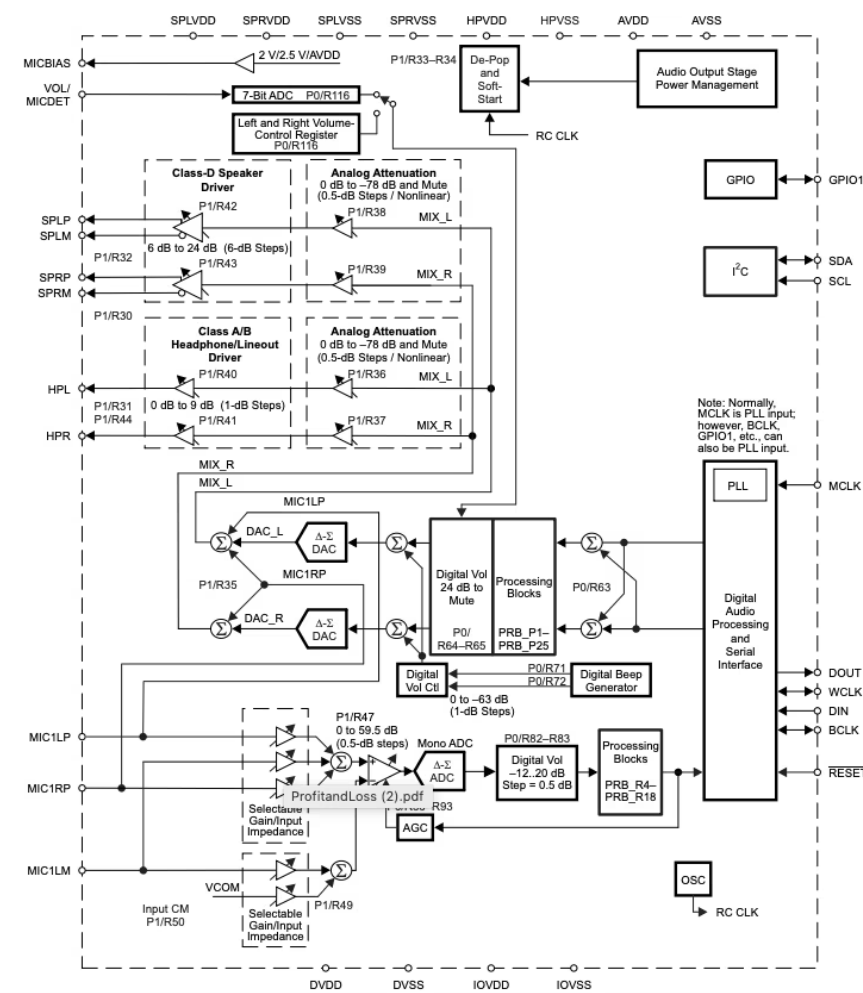 SPLVDD SPRVDD SPLVSS SPRVSS HPVDD HPVSS AVDD AVSS
MICBIAS
2 V/2.5 V/AVDD
P1/R33–R34
De-Pop
and
Soft-
Start
Audio Output Stage
Power Management
VOL/
MICDET
7-Bit ADC P0/R116
Left and Right Volume-
Control Register
P0/R116
RC CLK
GPIO
GPIO1
I2C
SDA
SCL
Class-D Speaker
Driver
Analog Attenuation
0 dB to –78 dB and Mute
(0.5-dB Steps / Nonlinear)
P1/R42
P1/R38
MIX_L
SPLP
SPLM
6 dB to 24 dB (6-dB Steps)
P1/R32
P1/R43
P1/R39
MIX_R
SPRP
SPRM
P1/R30
Class A/B
Headphone/Lineout
Driver
Analog Attenuation
0 dB to –78 dB and Mute
(0.5-dB Steps / Nonlinear)
P1/R40
P1/R36
MIX_L
HPL
0 dB to 9 dB (1-dB Steps)
P1/R31
P1/R44
P1/R41
P1/R37
MIX_R
HPR
Note: Normally,
MCLK is PLL input;
however, BCLK,
GPIO1, etc., can
also be PLL input.
MIX_R
MIX_L
MIC1LP
PLL
MCLK
DAC_L
Δ-Σ
DAC
Σ
Σ
Σ
P1/R35
MIC1RP
Digital Vol
24 dB to
Mute
P0/
R64–R65
Processing
Blocks
PRB_P1–
PRB_P25
P0/R63
Digital
Audio
Processing
and
Serial
Interface
DAC_R
Δ-Σ
DAC
Σ
Σ
Σ
Digital
Vol Ctl
P0/R71
P0/R72
Digital Beep
Generator
0 to –63 dB
(1-dB Steps)
DOUT
WCLK
DIN
BCLK
RESET
MIC1LP
P1/R47
0 to 59.5 dB
(0.5-dB steps)
Mono ADC
P0/R82–R83
Σ
+
–
Δ-Σ
ADC
Digital Vol
–12..20 dB
Step = 0.5 dB
Processing
Blocks
PRB_R4–
PRB_R18
MIC1RP
ProfitandLoss (2).pdf
R93
Selectable
Gain/Input
Impedance
AGC
MIC1LM
Σ
VCOM
P1/R49
Input CM
P1/R50
Selectable
Gain/Input
Impedance
OSC
RC CLK
DVDD DVSS IOVDD IOVSS